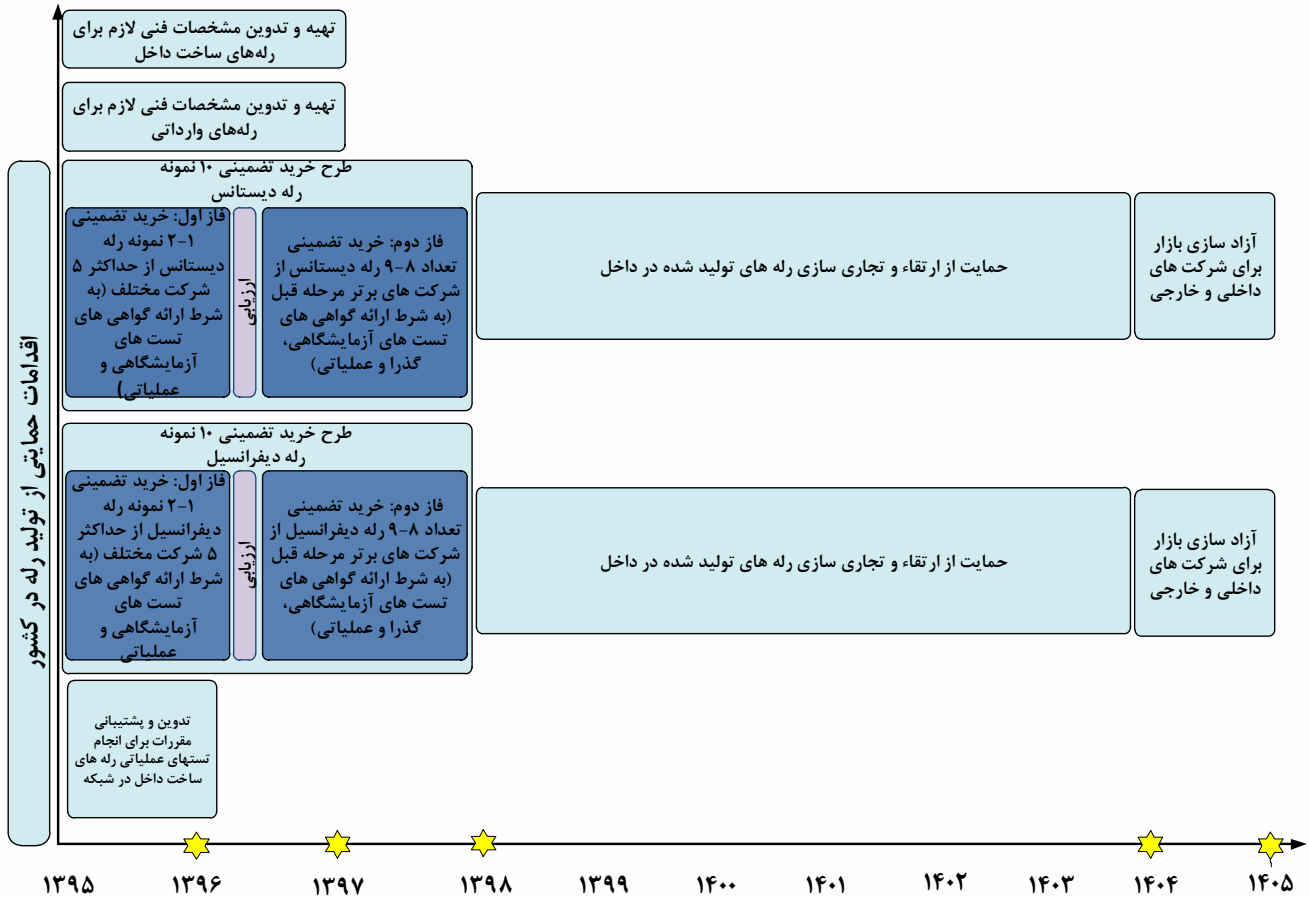 تهیه و تدوین مشخصات فنی لازم برای
رله‌های ساخت داخل
تهیه و تدوین مشخصات فنی لازم برای
رله‌های وارداتی
اقدامات حمایتی از تولید رله در کشور
طرح خرید تضمینی ۱۰ نمونه
رله دیستانس
فاز اول: خرید تضمینی
۲-۱ نمونه رله
دیستانس از حداکثر ۵
شرکت مختلف (به
شرط ارائه گواهی های
تست های
آزمایشگاهی و
عملیاتی)
ارزیابی
فاز دوم: خرید تضمینی
تعداد ۸-۹ رله دیستانس از
شرکت های برتر مرحله قبل
(به شرط ارائه گواهی های
تست های آزمایشگاهی،
گذرا و عملیاتی)
حمایت از ارتقاء و تجاری سازی رله های تولید شده در داخل
آزاد سازی بازار
برای شرکت های
داخلی و خارجی
طرح خرید تضمینی ۱۰ نمونه
رله دیفرانسیل
فاز اول: خرید تضمینی
۲-۱ نمونه رله
دیفرانسیل از حداکثر
۵ شرکت مختلف (به
شرط ارائه گواهی های
تست های
آزمایشگاهی و
عملیاتی
ارزیابی
فاز دوم: خرید تضمینی
تعداد ۸-۹ رله دیفرانسیل از
شرکت های برتر مرحله قبل
(به شرط ارائه گواهی های
تست های آزمایشگاهی،
گذرا و عملیاتی)
حمایت از ارتقاء و تجاری سازی رله های تولید شده در داخل
آزاد سازی بازار
برای شرکت های
داخلی و خارجی
تدوین و پشتیبانی
مقررات برای انجام
تستهای عملیاتی رله های
ساخت داخل در شبکه
۱۳۹۵ ۱۳۹۶ ۱۳۹۷ ۱۳۹۸ ۱۳۹۹ ۱۴۰۰ ۱۴۰۱ ۱۴۰۲ ۱۴۰۳ ۱۴۰۴ ۱۴۰۵